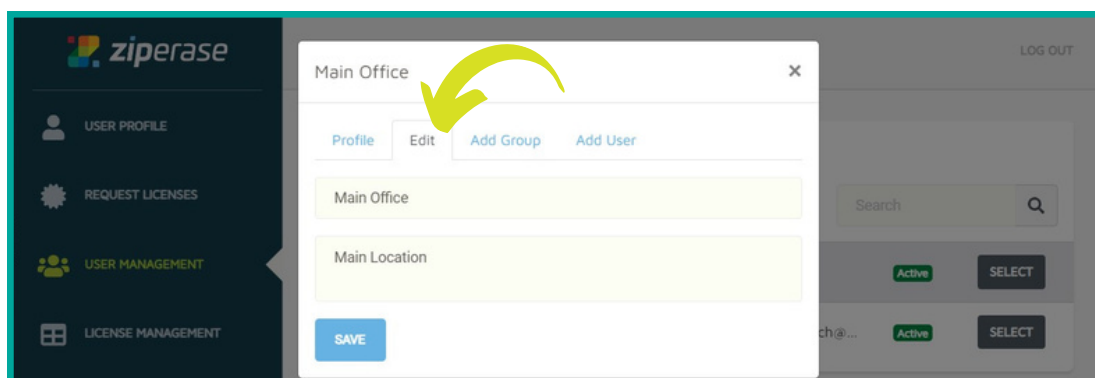 ziperase
USER PROFILE
REQUEST LICENSES
USER MANAGEMENT
LICENSE MANAGEMENT
LOG OUT
Main Office
×
Profile Edit Add Group Add User
Main Office
Main Location
SAVE
Search
Active SELECT
ch@... Active SELECT